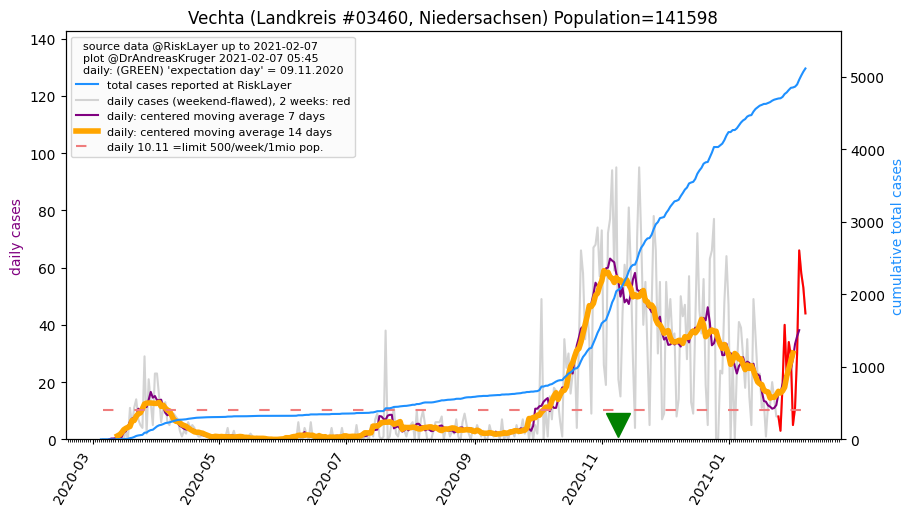 Vechta (Landkreis #03460, Niedersachsen) Population=141598
source data @RiskLayer up to 2021-02-07
plot @DrAndreasKruger 2021-02-07 05:45
daily: (GREEN) 'expectation day' = 09.11.2020
total cases reported at RiskLayer
daily cases (weekend-flawed), 2 weeks: red
daily: centered moving average 7 days
daily: centered moving average 14 days
daily 10.11 =limit 500/week/1mio pop.
daily cases
140
120
100
80
60
40
20
0
cumulative total cases
5000
4000
3000
2000
1000
0
2020-03
2020-05
2020-07
2020-09
2020-11
2021-01